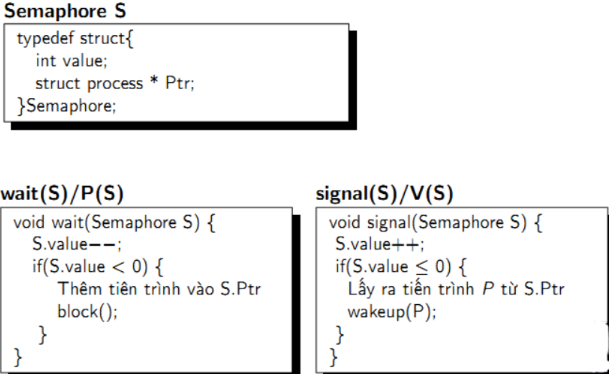 Semaphore S
typedef struct{
int value;
struct process * Ptr;
}Semaphore;
wait(S)/P(S)
void wait(Semaphore S) {
S.value−−;
if(S.value < 0) {
Thêm tiên trình vào S.Ptr
block();
}
}
signal(S)/V(S)
void signal(Semaphore S) {
S.value++;
if(S.value ≤ 0) {
Lấy ra tiến trình P từ S.Ptr
wakeup(P);
}
}